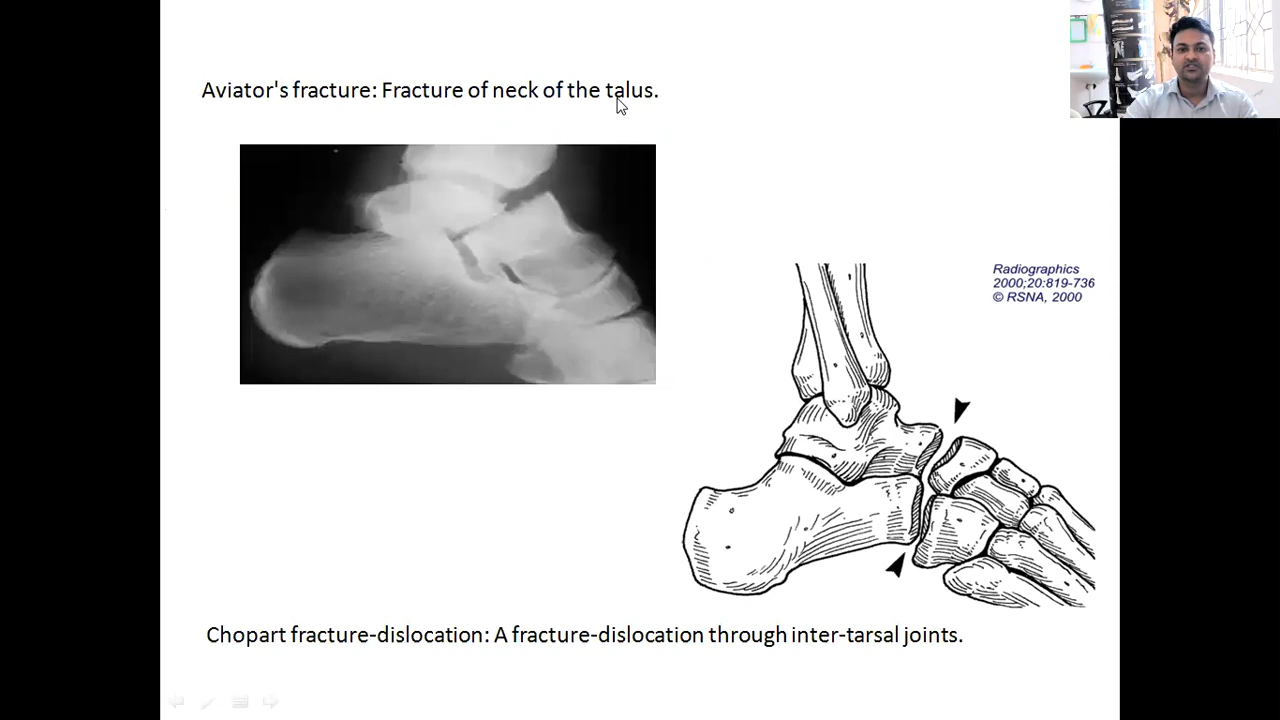 Aviator's fracture: Fracture of neck of the talus.
Radiographics
2000;20:819-736
© RSNA, 2000
Chopart fracture-dislocation: A fracture-dislocation through inter-tarsal joints.